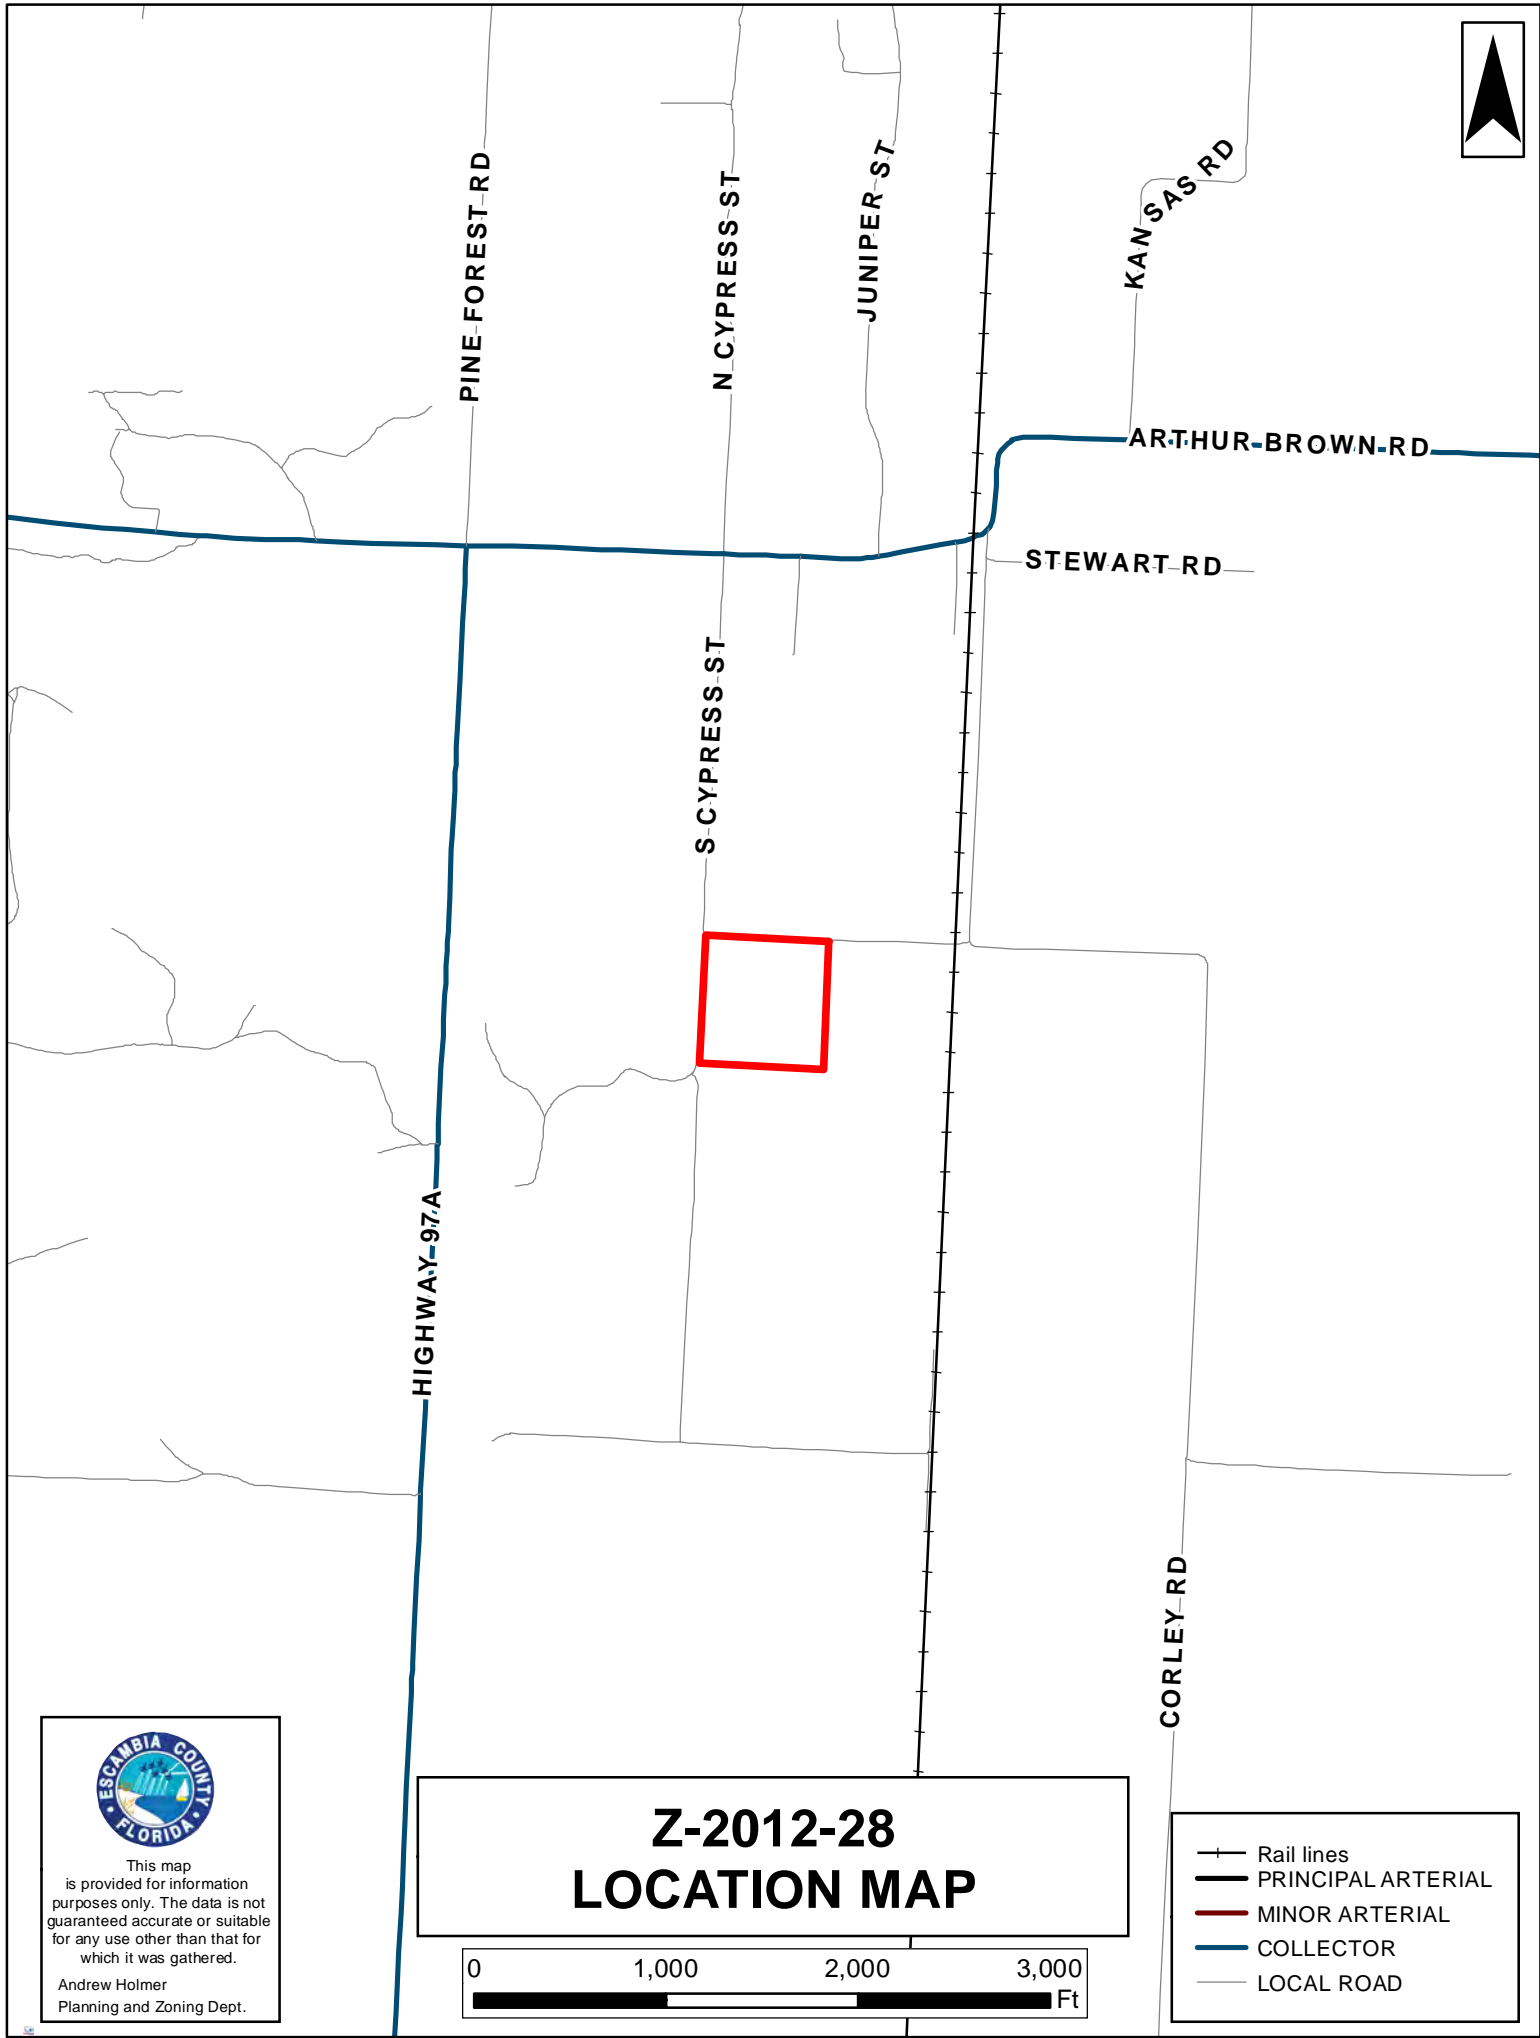 PINE FOREST RD
N CYPRESS ST
JUNIPER ST
KANSAS RD
ARTHUR BROWN RD
STEWART RD
S CYPRESS ST
HIGHWAY 97A
CORLEY RD
ESCAMBIA COUNTY
FLORIDA
This map
is provided for information
purposes only. The data is not
guaranteed accurate or suitable
for any use other than that for
which it was gathered.
Andrew Holmer
Planning and Zoning Dept.
Z-2012-28
LOCATION MAP
0 1,000 2,000 3,000
Ft
Rail lines
PRINCIPAL ARTERIAL
MINOR ARTERIAL
COLLECTOR
LOCAL ROAD